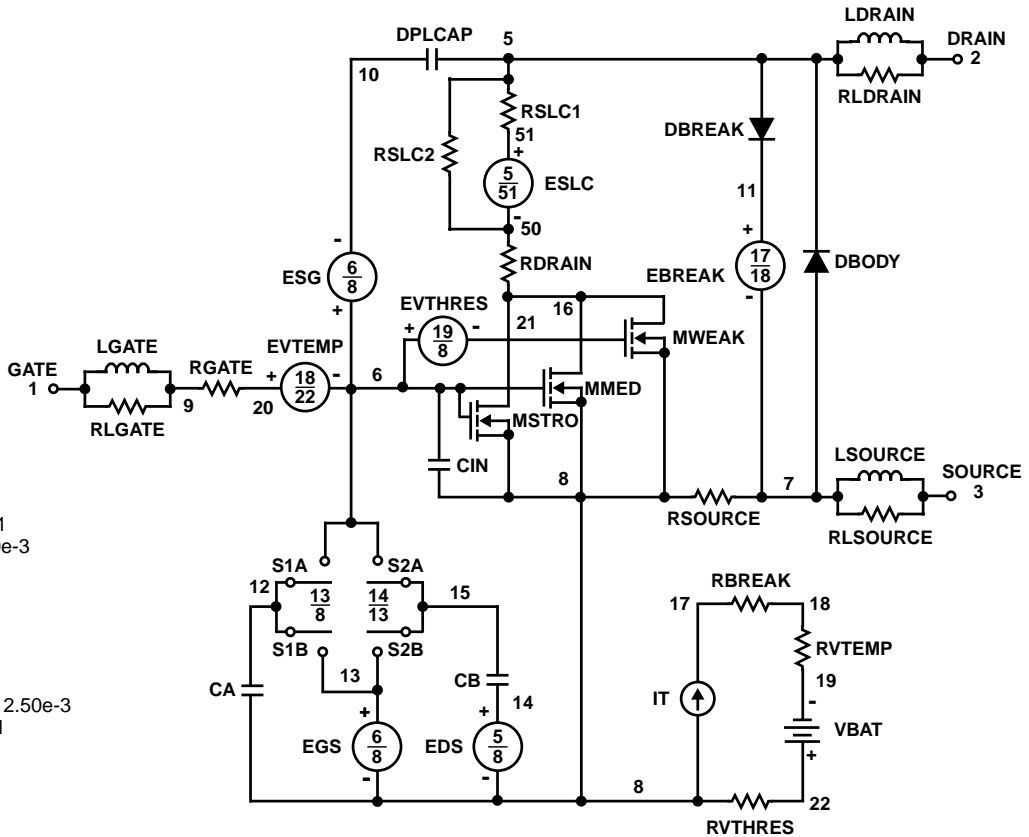 LDRAIN
DPLCAP
5
DRAIN
2
10
RLDRAIN
RSLC1
51
DBREAK
+
RSLC2
5
51
ESLC
11
-
50
-
+
RDRAIN
ESG
6
8
EBREAK
17
18
DBODY
+
EVTHRES
16
-
+
19
8
-
21
MWEAK
LGATE
EVTEMP
GATE
1
RGATE
+
18
22
-
6
MMED
9
20
MSTRO
RLGATE
LSOURCE
CIN
8
7
SOURCE
3
RSOURCE
RLSOURCE
e-3
S1A
S2A
12
13
8
14
13
15
RBREAK
17
18
S1B
S2B
RVTEMP
13
CB
19
CA
IT
-
2.50e-3
+
+
14
VBAT
EGS
6
8
EDS
5
8
+
-
-
8
22
RVTHRES